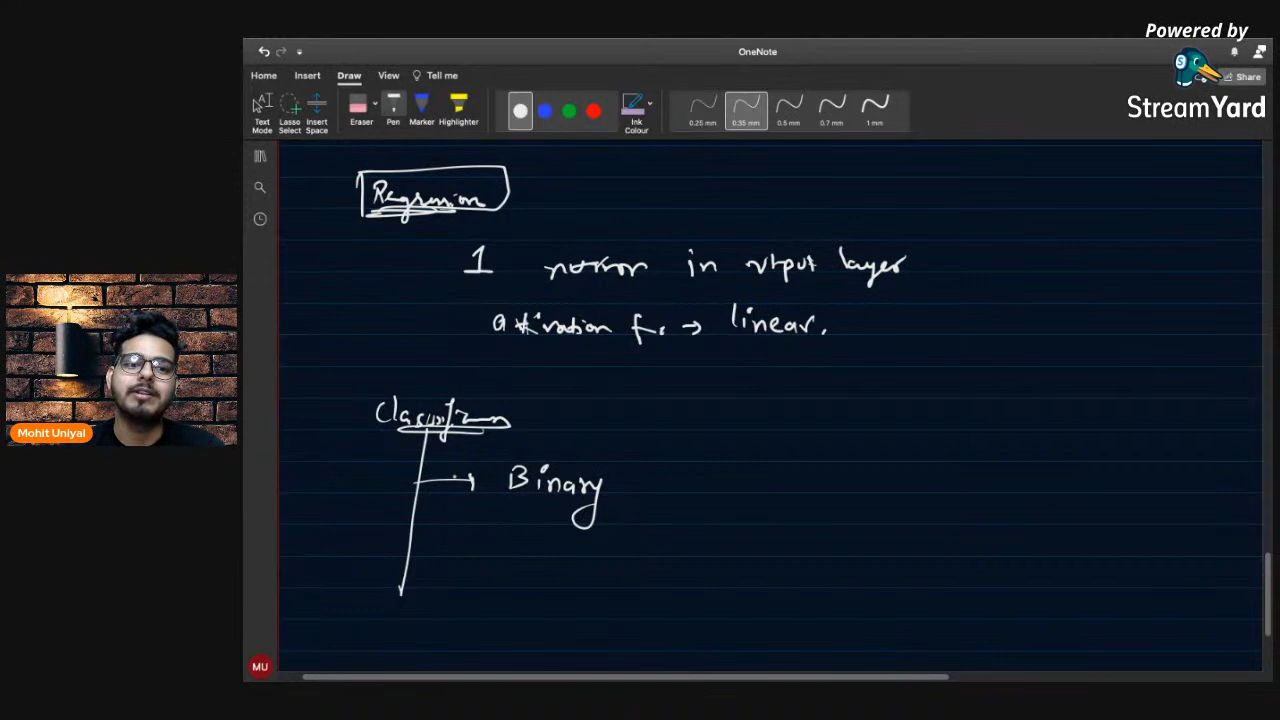 Powered by
StreamYard
OneNote
Home Insert Draw View Tell me
Share
Text Mode
Lasso Select
Insert Space
Eraser
Pen
Marker
Highlighter
Ink Colour
0.25 mm
0.35 mm
0.5 mm
0.7 mm
1 mm
Regression
1 neuron in output layer
activation fn → linear.
Classification
Binary
Mohit Uniyal
MU